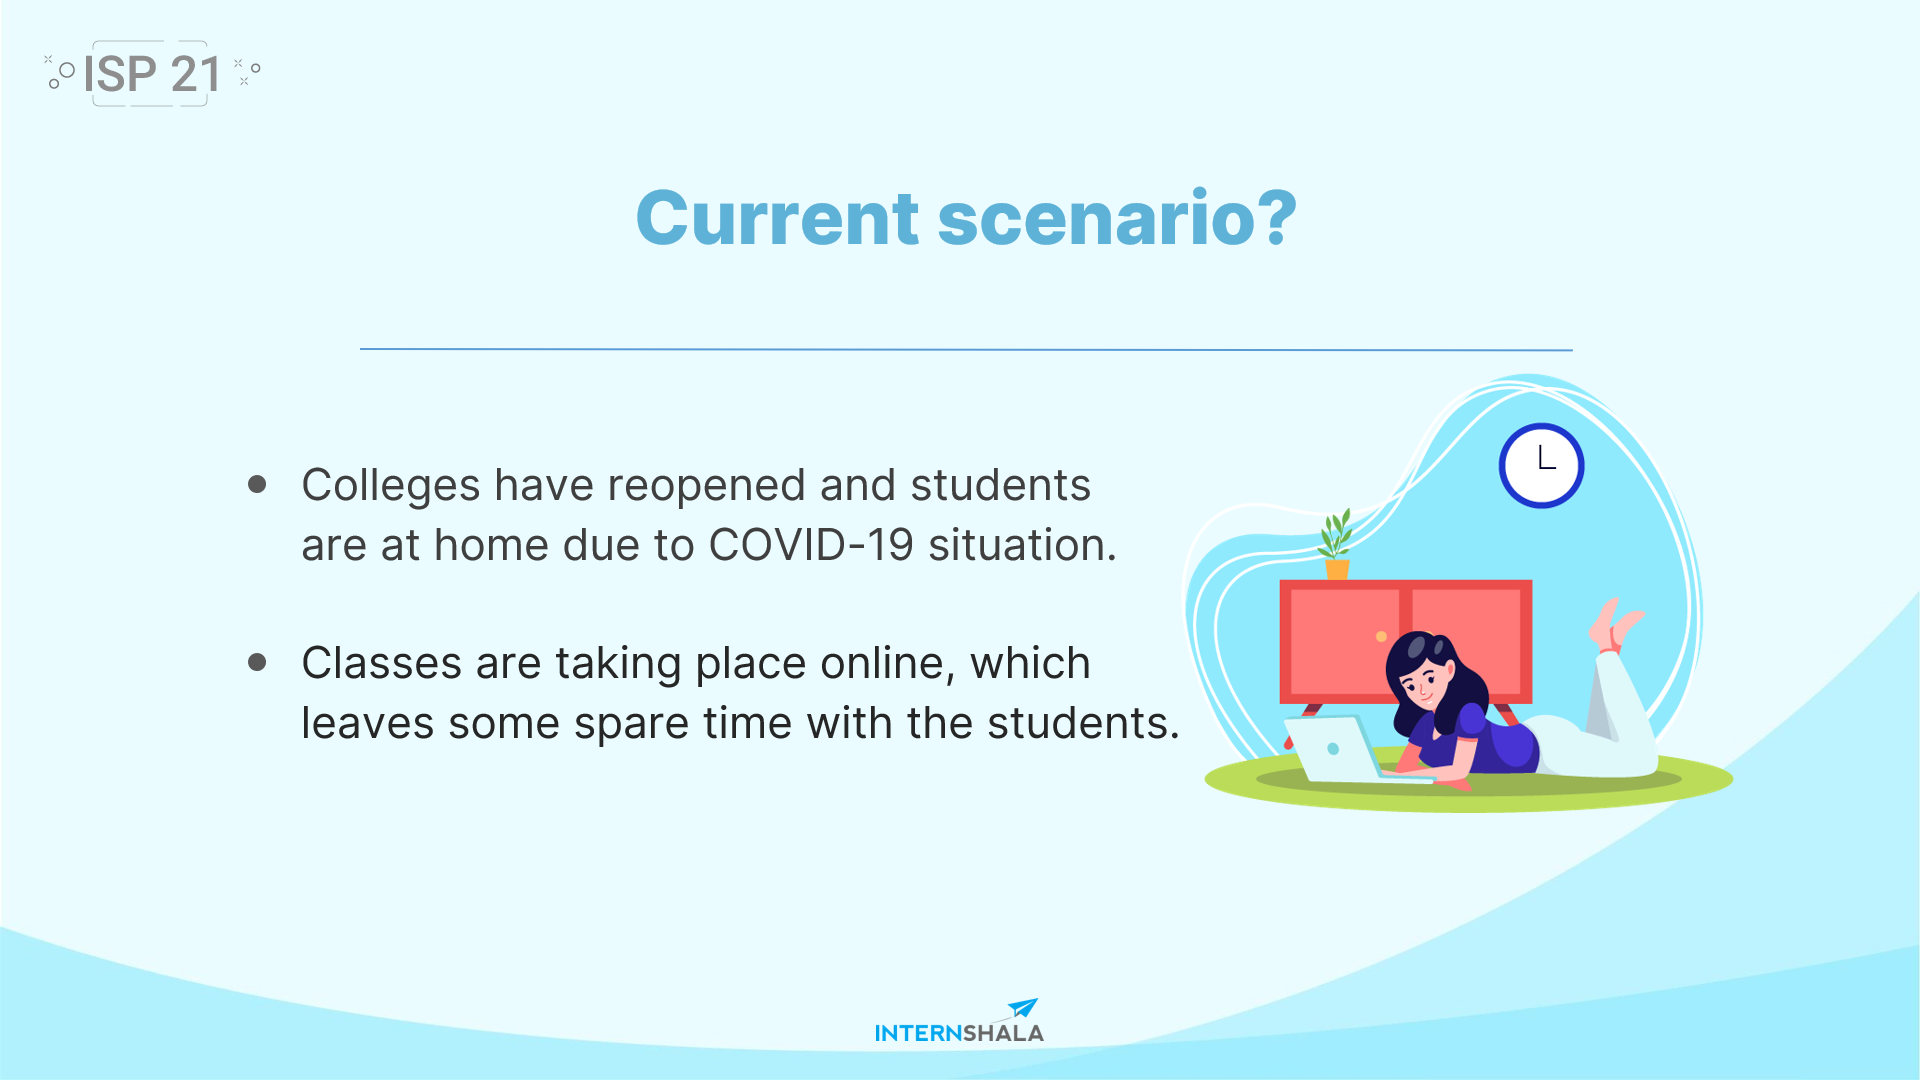 ISP 21
Current scenario?
• Colleges have reopened and students
are at home due to COVID-19 situation.
• Classes are taking place online, which
leaves some spare time with the students.
INTERNSHALA